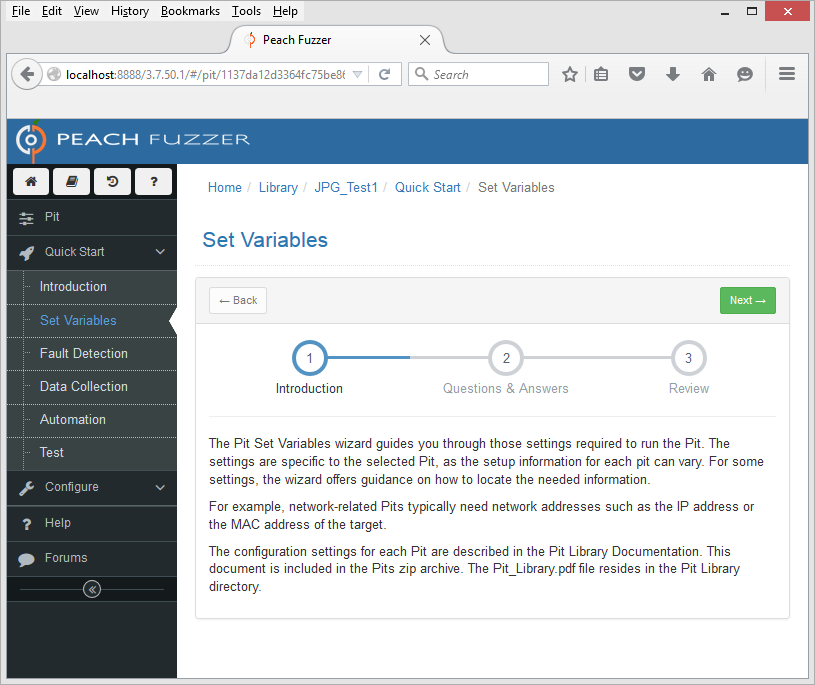 File Edit View History Bookmarks Tools Help
Peach Fuzzer
localhost:8888/3.7.50.1/#/pit/1137da12d3364fc75be86
Search
PEACH FUZZER
?
Home / Library / JPG_Test1 / Quick Start / Set Variables
Pit
Quick Start
Introduction
Set Variables
Fault Detection
Data Collection
Automation
Test
Configure
? Help
Forums
Set Variables
← Back
Next →
1 2 3
Introduction Questions & Answers Review
The Pit Set Variables wizard guides you through those settings required to run the Pit. The
settings are specific to the selected Pit, as the setup information for each pit can vary. For some
settings, the wizard offers guidance on how to locate the needed information.
For example, network-related Pits typically need network addresses such as the IP address or
the MAC address of the target.
The configuration settings for each Pit are described in the Pit Library Documentation. This
document is included in the Pits zip archive. The Pit_Library.pdf file resides in the Pit Library
directory.